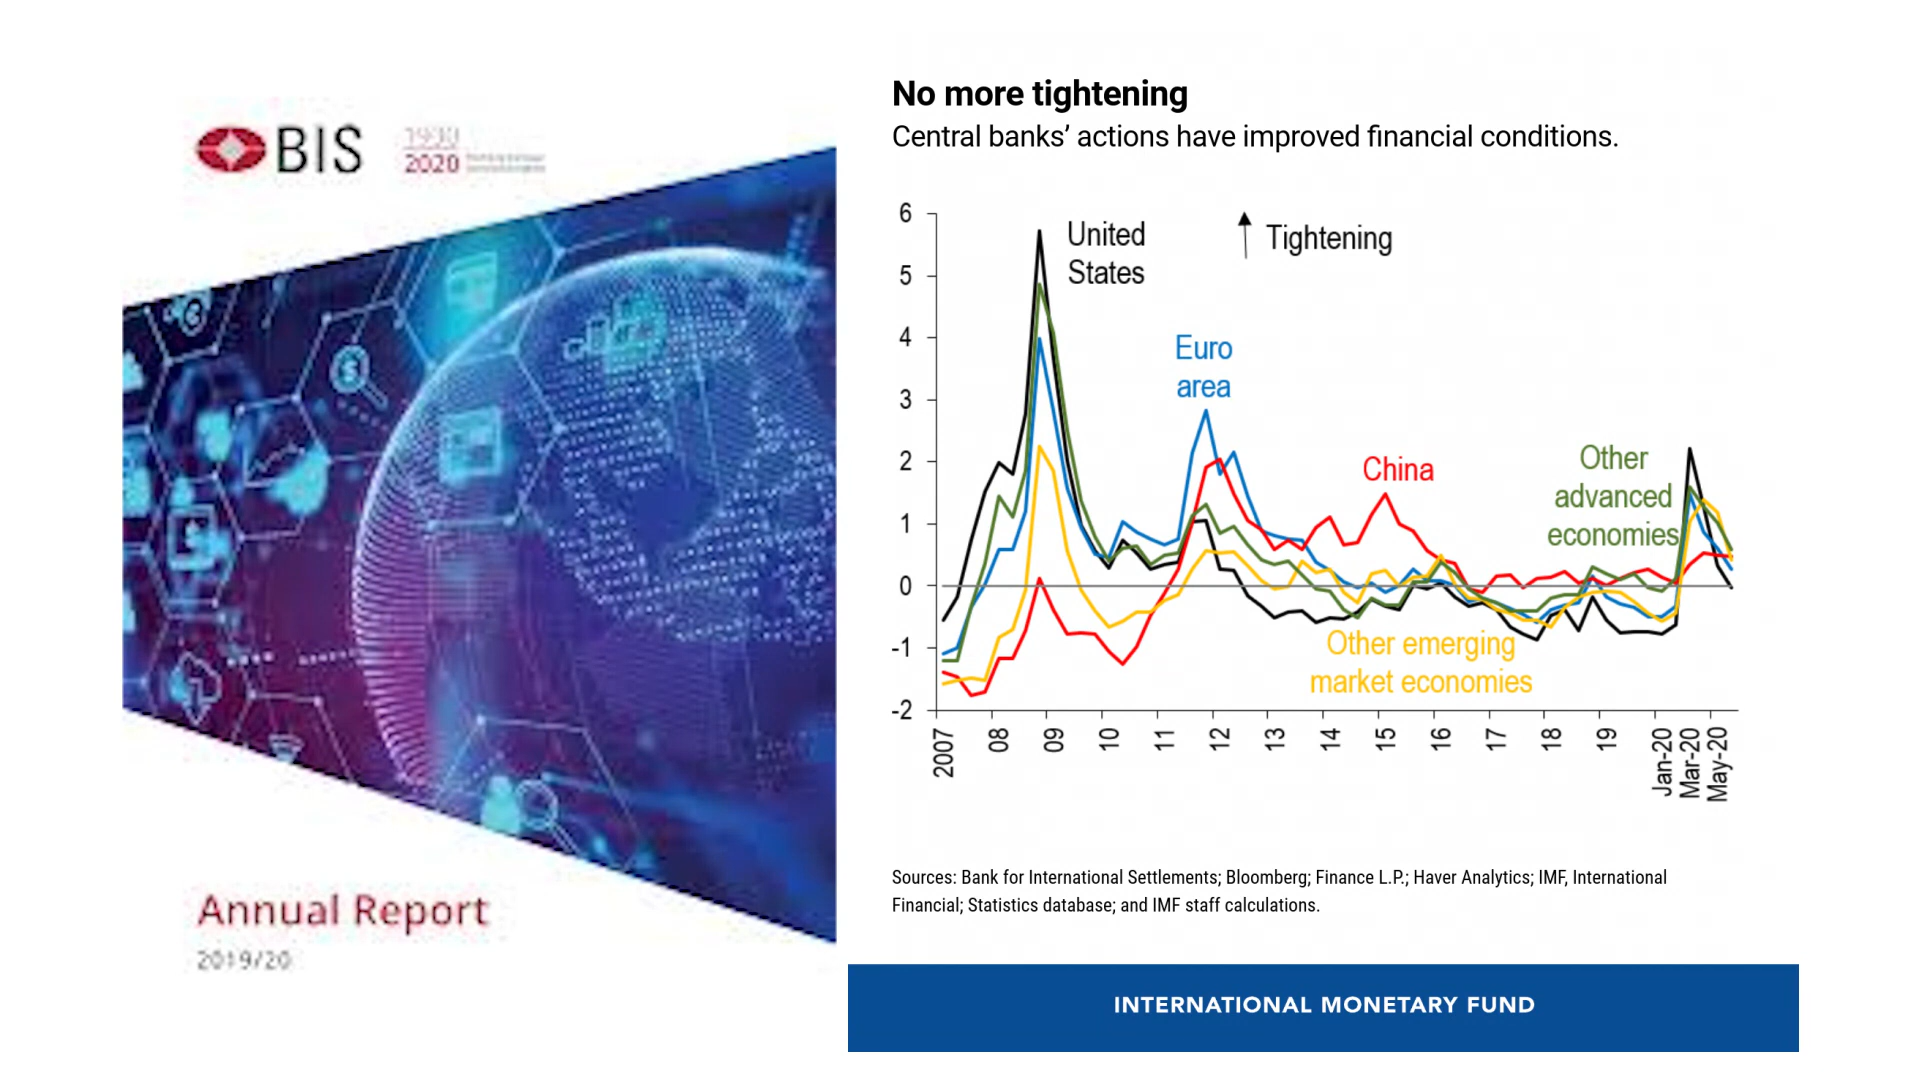 BIS
1930
2020
Annual Report
2019/20
No more tightening
Central banks’ actions have improved financial conditions.
6
5
4
3
2
1
0
-1
-2
United
States
Tightening
Euro
area
China
Other
advanced
economies
Other emerging
market economies
2007
08
09
10
11
12
13
14
15
16
17
18
19
Jan-20
Mar-20
May-20
Sources: Bank for International Settlements; Bloomberg; Finance L.P.; Haver Analytics; IMF, International
Financial; Statistics database; and IMF staff calculations.
INTERNATIONAL MONETARY FUND